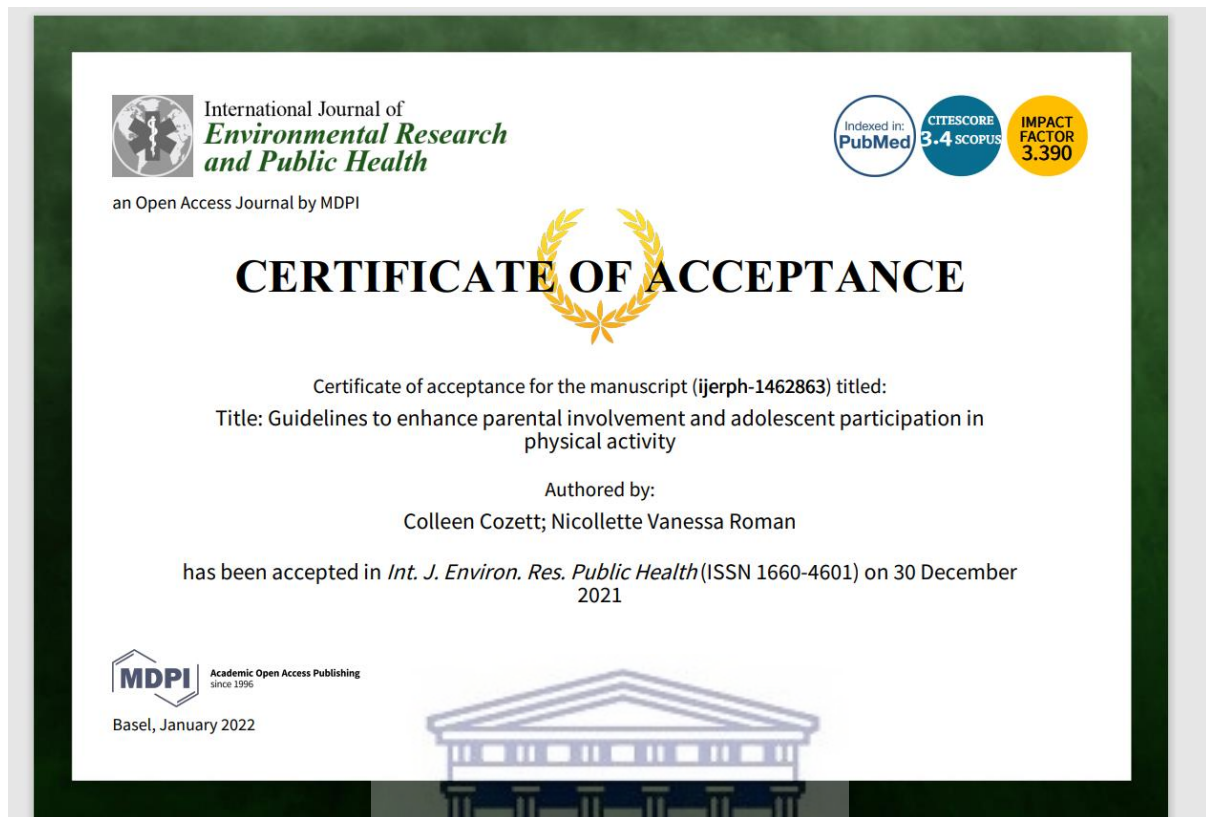 International Journal of
Environmental Research
and Public Health
Indexed in:
PubMed
CITESCORE
3.4 SCOPUS
IMPACT
FACTOR
3.390
an Open Access Journal by MDPI
CERTIFICATE OF ACCEPTANCE
Certificate of acceptance for the manuscript (ijerph-1462863) titled:
Title: Guidelines to enhance parental involvement and adolescent participation in
physical activity
Authored by:
Colleen Cozett; Nicollette Vanessa Roman
has been accepted in Int. J. Environ. Res. Public Health (ISSN 1660-4601) on 30 December
2021
MDPI
Academic Open Access Publishing
since 1996
Basel, January 2022